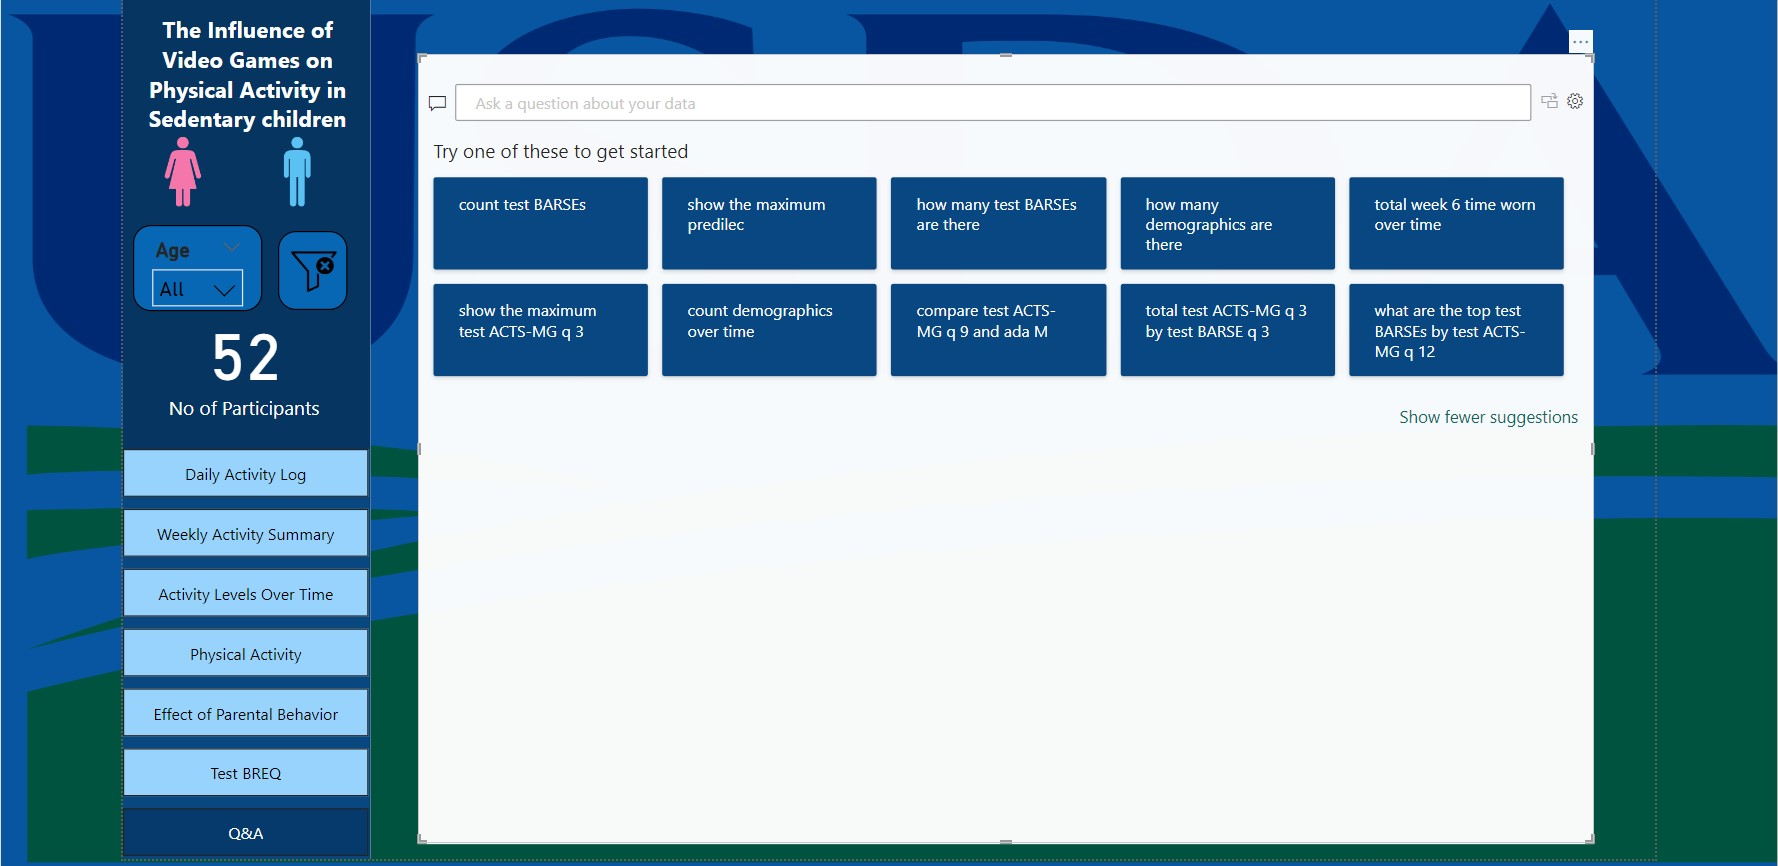 The Influence of
Video Games on
Physical Activity in
Sedentary children
Age
All
52
No of Participants
Daily Activity Log
Weekly Activity Summary
Activity Levels Over Time
Physical Activity
Effect of Parental Behavior
Test BREQ
Q&A
...
Ask a question about your data
Try one of these to get started
count test BARSEs
show the maximum
predilec
how many test BARSEs
are there
how many
demographics are
there
total week 6 time worn
over time
show the maximum
test ACTS-MG q 3
count demographics
over time
compare test ACTS-
MG q 9 and ada M
total test ACTS-MG q 3
by test BARSE q 3
what are the top test
BARSEs by test ACTS-
MG q 12
Show fewer suggestions
USDA